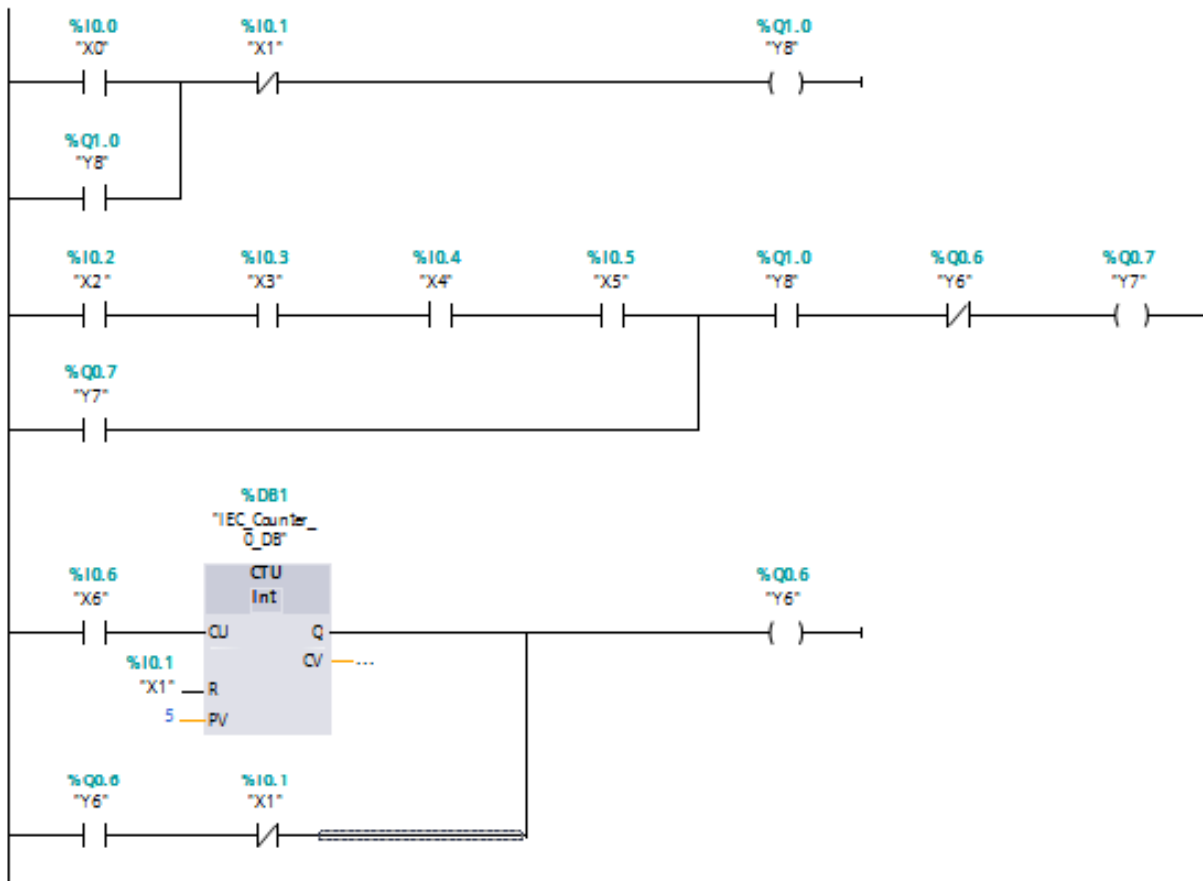 %I0.0 %I0.1 %Q1.0
"X0" "X1" "Y8"
%Q1.0
"Y8"
%I0.2 %I0.3 %I0.4 %I0.5 %Q1.0 %Q0.6 %Q0.7
"X2" "X3" "X4" "X5" "Y8" "Y6" "Y7"
%Q0.7
"Y7"
%DB1
"IEC_Counter_
0_DB"
%I0.6 CTU %Q0.6
"X6" Int "Y6"
CU Q
%I0.1 CV ...
"X1" R
5 PV
%Q0.6 %I0.1
"Y6" "X1"